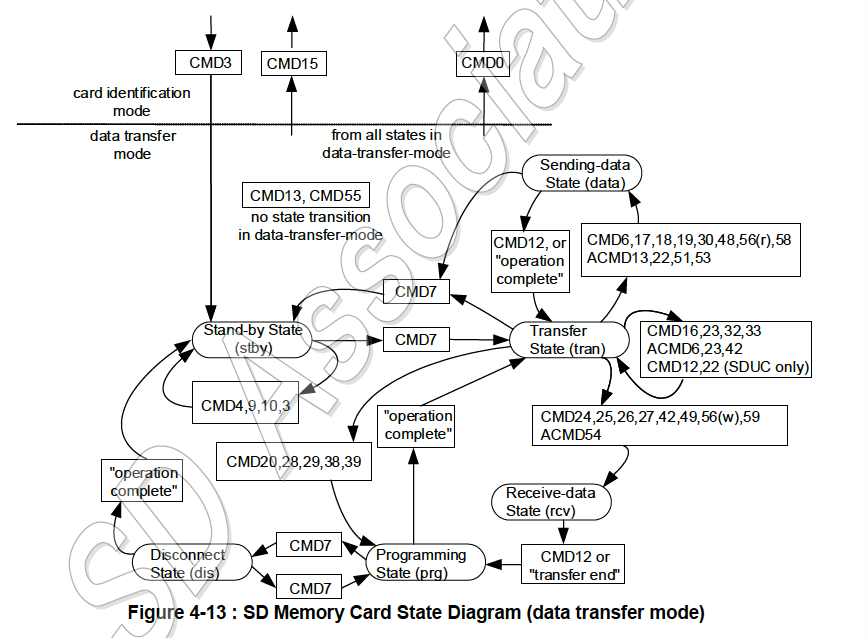 CMD3
CMD15
CMD0
card identification
mode
data transfer
mode
from all states in
data-transfer-mode
Sending-data
State (data)
CMD13, CMD55
no state transition
in data-transfer-mode
CMD12, or
"operation
complete"
CMD6,17,18,19,30,48,56(r),58
ACMD13,22,51,53
CMD7
Stand-by State
(stby)
CMD7
Transfer
State (tran)
CMD16,23,32,33
ACMD6,23,42
CMD12,22 (SDUC only)
CMD4,9,10,3
"operation
complete"
CMD24,25,26,27,42,49,56(w),59
ACMD54
CMD20,28,29,38,39
"operation
complete"
Receive-data
State (rcv)
CMD7
Disconnect
State (dis)
Programming
State (prg)
CMD12 or
"transfer end"
CMD7
Figure 4-13 : SD Memory Card State Diagram (data transfer mode)
SD Associat